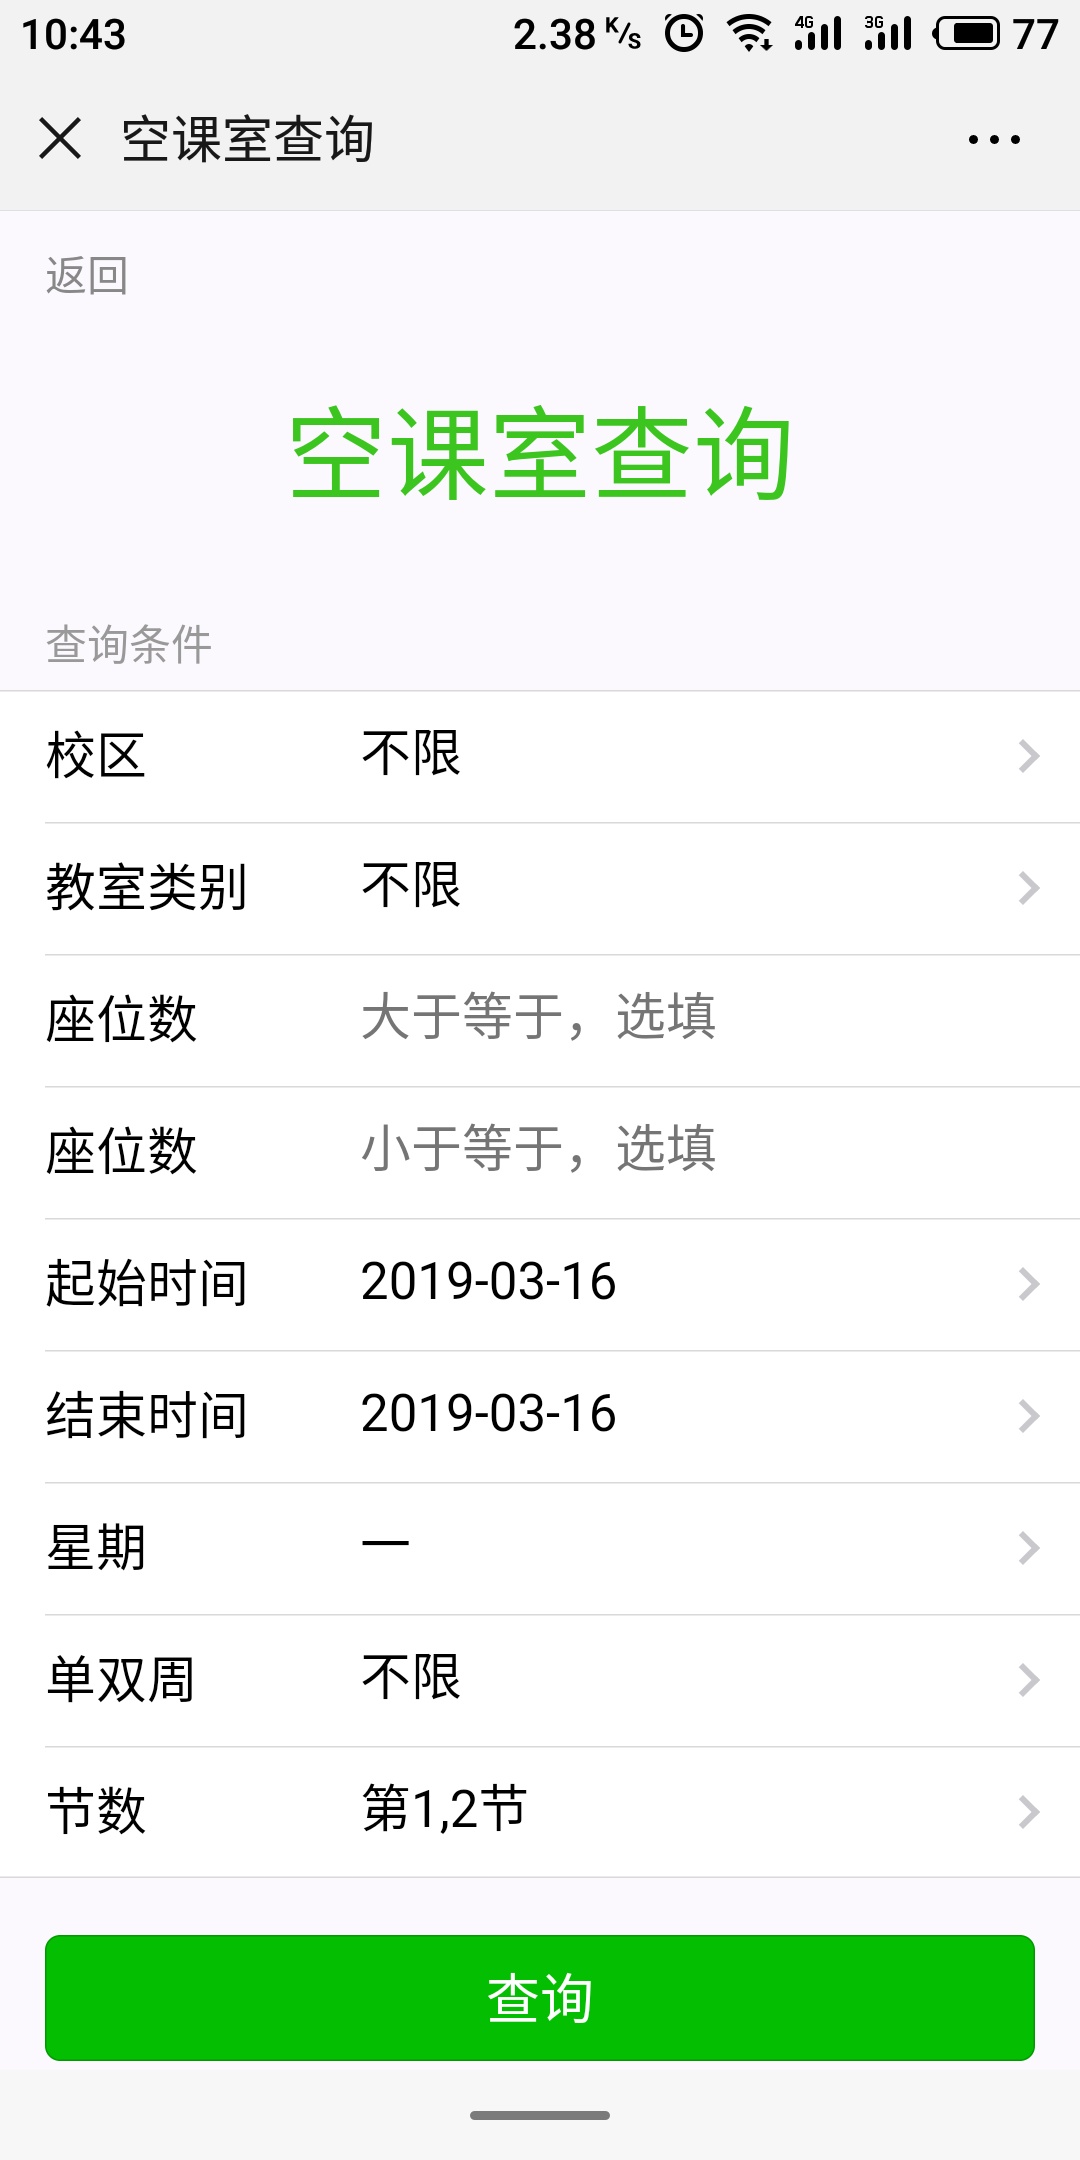 10:43 2.38 K/s 4G 3G 77
空课室查询
返回
空课室查询
查询条件
校区 不限
教室类别 不限
座位数 大于等于，选填
座位数 小于等于，选填
起始时间 2019-03-16
结束时间 2019-03-16
星期 一
单双周 不限
节数 第1,2节
查询